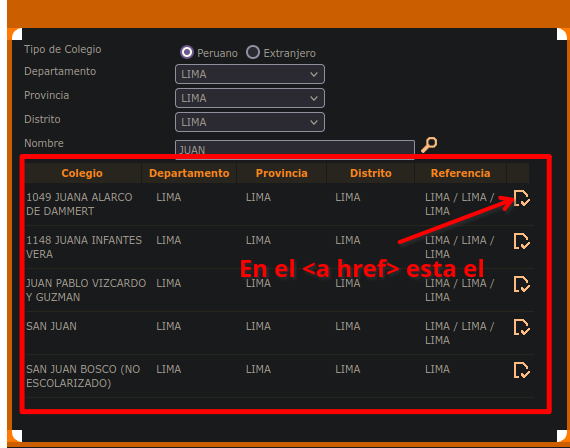 Tipo de Colegio Peruano Extranjero
Departamento LIMA
Provincia LIMA
Distrito LIMA
Nombre JUAN
Colegio Departamento Provincia Distrito Referencia
1049 JUANA ALARCO DE DAMMERT LIMA LIMA LIMA LIMA / LIMA / LIMA
1148 JUANA INFANTES VERA LIMA LIMA LIMA LIMA / LIMA / LIMA
En el <a href> esta el
JUAN PABLO VIZCARDO Y GUZMAN LIMA LIMA LIMA LIMA / LIMA / LIMA
SAN JUAN LIMA LIMA LIMA LIMA / LIMA / LIMA
SAN JUAN BOSCO (NO ESCOLARIZADO) LIMA LIMA LIMA LIMA